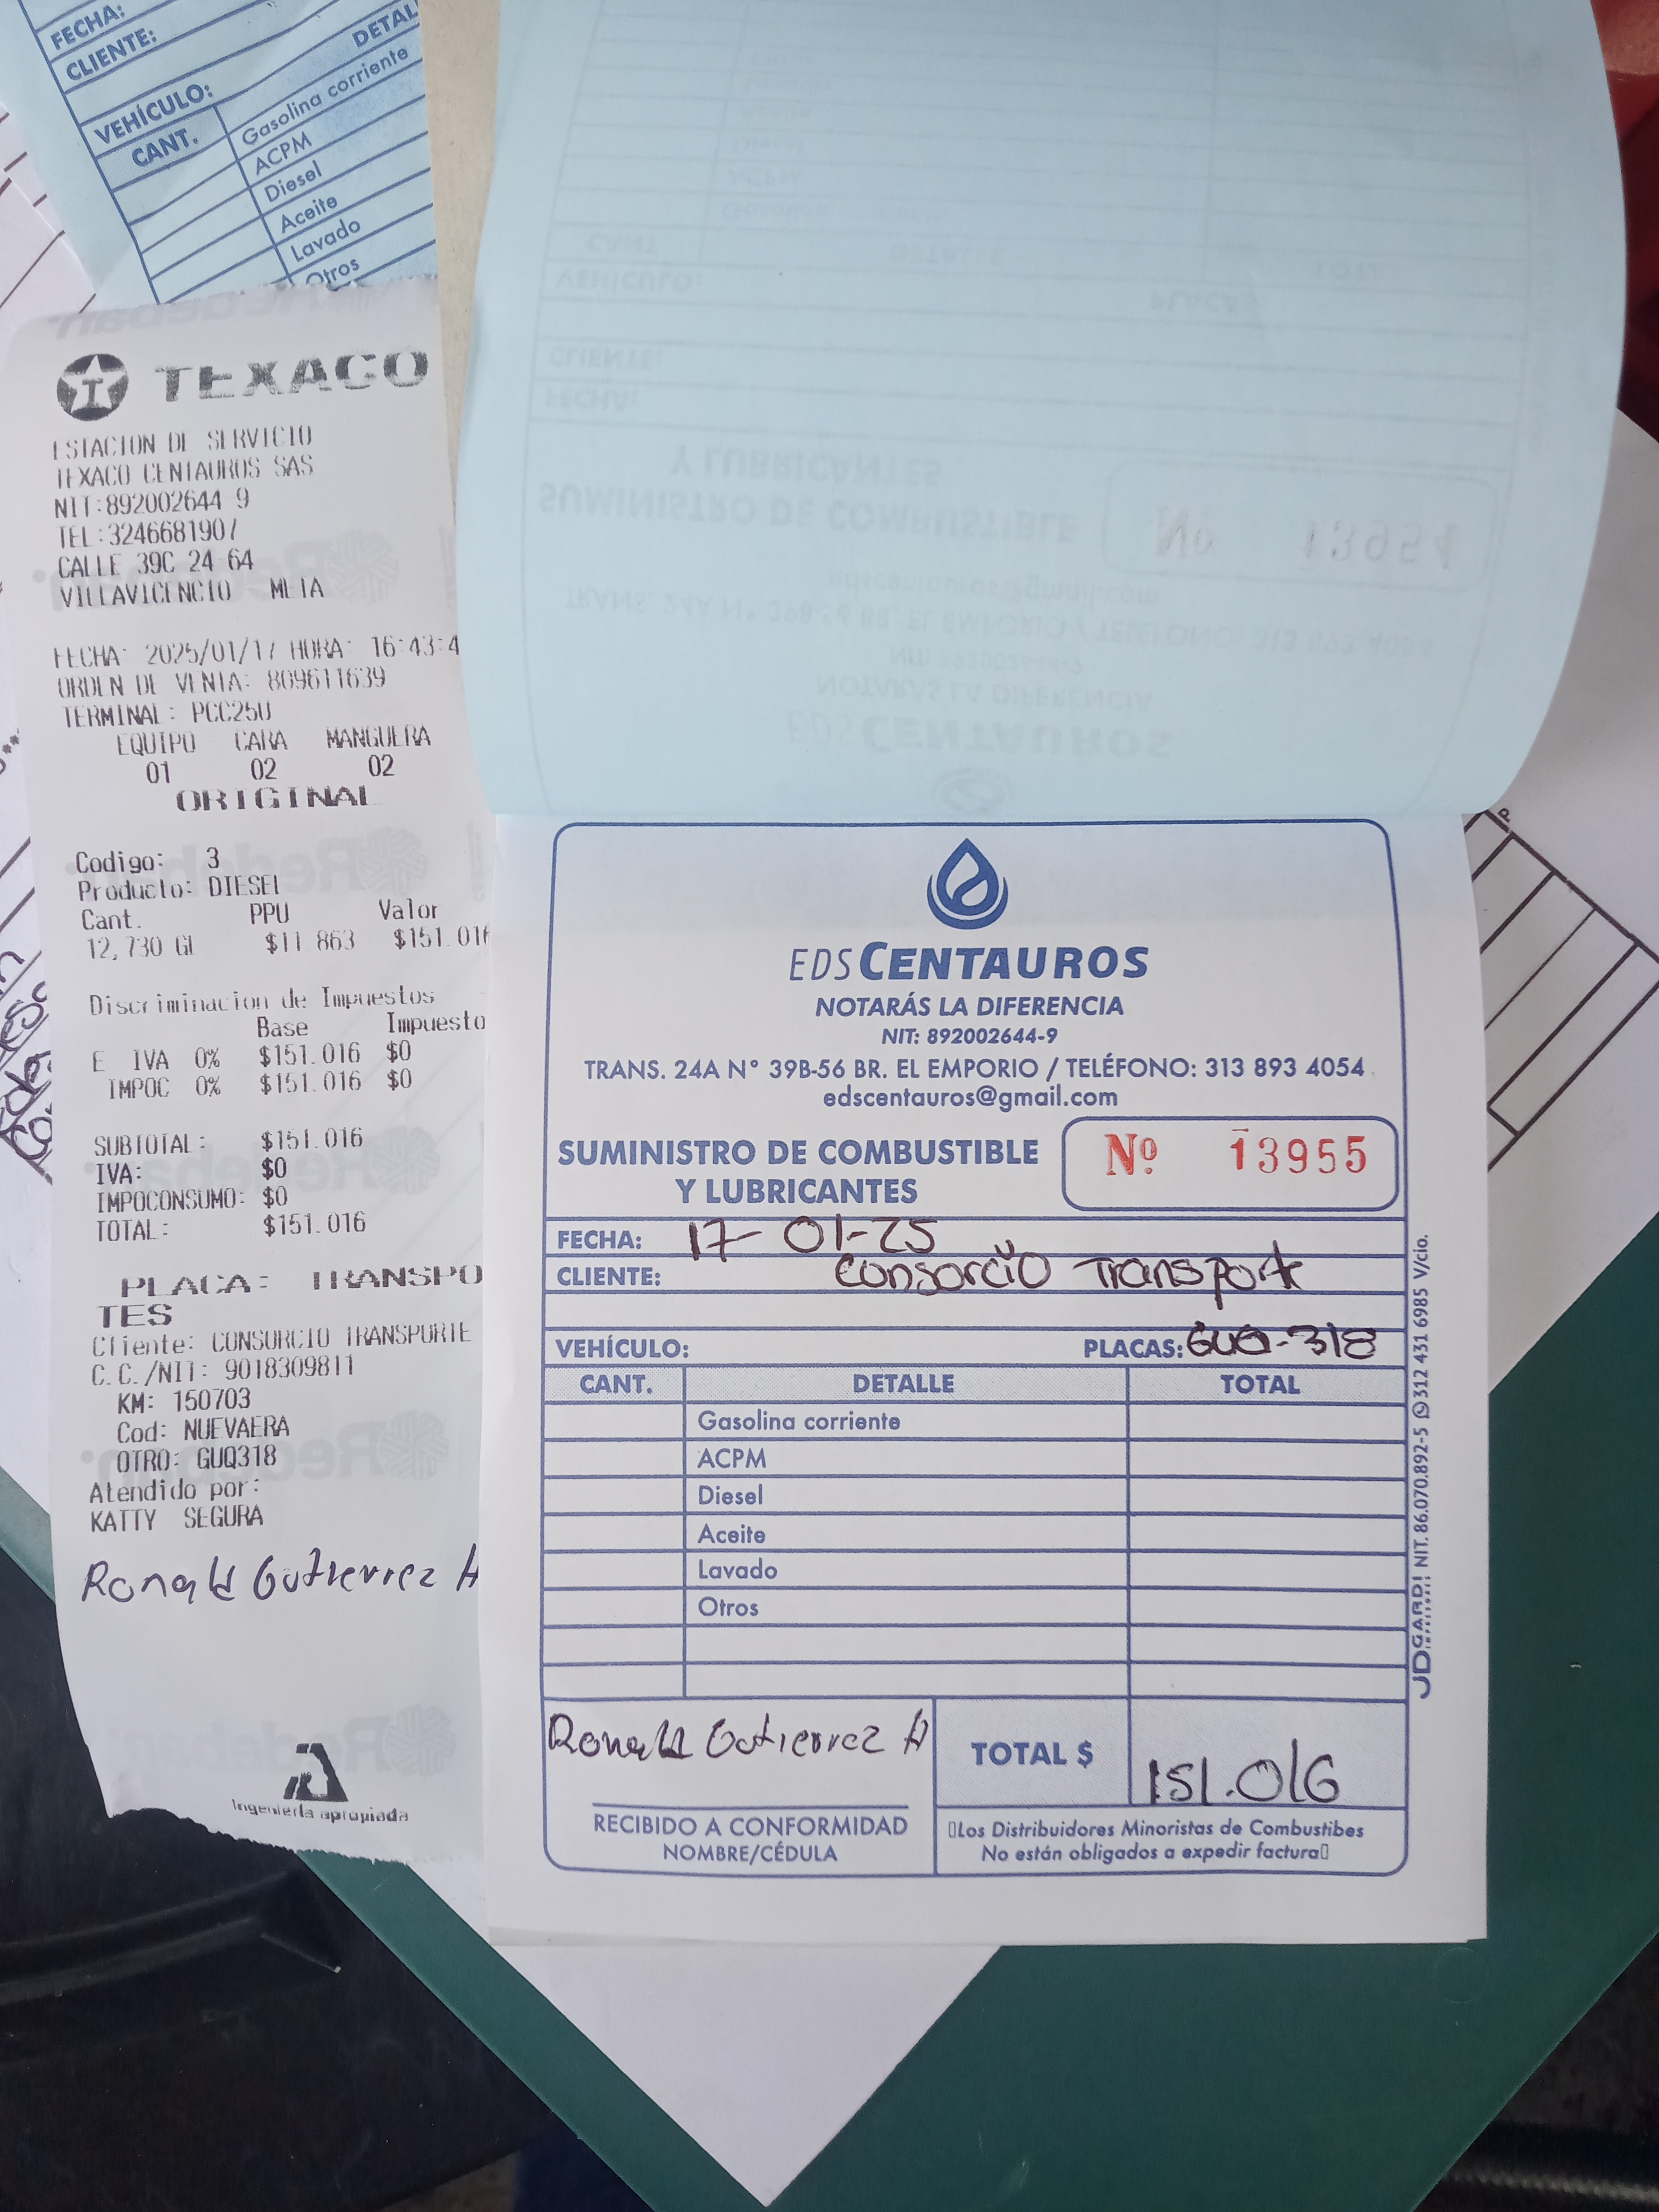 FECHA:
CLIENTE:
DETAL
VEHÍCULO:
CANT.
Gasolina corriente
ACPM
Diesel
Aceite
Lavado
Otros
TEXACO
ESTACION DE SERVICIO
TEXACO CENTAUROS SAS
NIT:892002644 9
TEL:3246681907
CALLE 39C 24 64
VILLAVICENCIO META
FECHA: 2025/01/17 HORA: 16:43:4
ORDEN DE VENTA: 809611639
TERMINAL: PCC25U
EQUIPO CARA MANGUERA
01 02 02
ORIGINAL
Codigo: 3
Producto: DIESEL
Cant. PPU Valor
12,730 Gl $11 863 $151.016
Discriminacion de Impuestos
Base Impuesto
E IVA 0% $151.016 $0
IMPOC 0% $151.016 $0
SUBTOTAL: $151.016
IVA: $0
IMPOCONSUMO: $0
TOTAL: $151.016
PLACA: TRANSPO
TES
Cliente: CONSORCIO TRANSPORTE
C.C./NIT: 9018309811
KM: 150703
Cod: NUEVAERA
OTRO: GUQ318
Atendido por:
KATTY SEGURA
Ronald Gutierrez H
Ingeniería apropiada
EDS CENTAUROS
NOTARÁS LA DIFERENCIA
NIT: 892002644-9
TRANS. 24A N° 39B-56 BR. EL EMPORIO / TELÉFONO: 313 893 4054
edscentauros@gmail.com
SUMINISTRO DE COMBUSTIBLE
Y LUBRICANTES
Nº 13955
FECHA: 17-01-25
CLIENTE: Consorcio Transporte
VEHÍCULO: PLACAS: GUQ-318
CANT. DETALLE TOTAL
Gasolina corriente
ACPM
Diesel
Aceite
Lavado
Otros
Ronald Gutierrez H
TOTAL $ 151.016
RECIBIDO A CONFORMIDAD
NOMBRE/CÉDULA
Los Distribuidores Minoristas de Combustibes
No están obligados a expedir factura
JDGARDI NIT. 86.070.892-5 312 431 6985 V/cio.